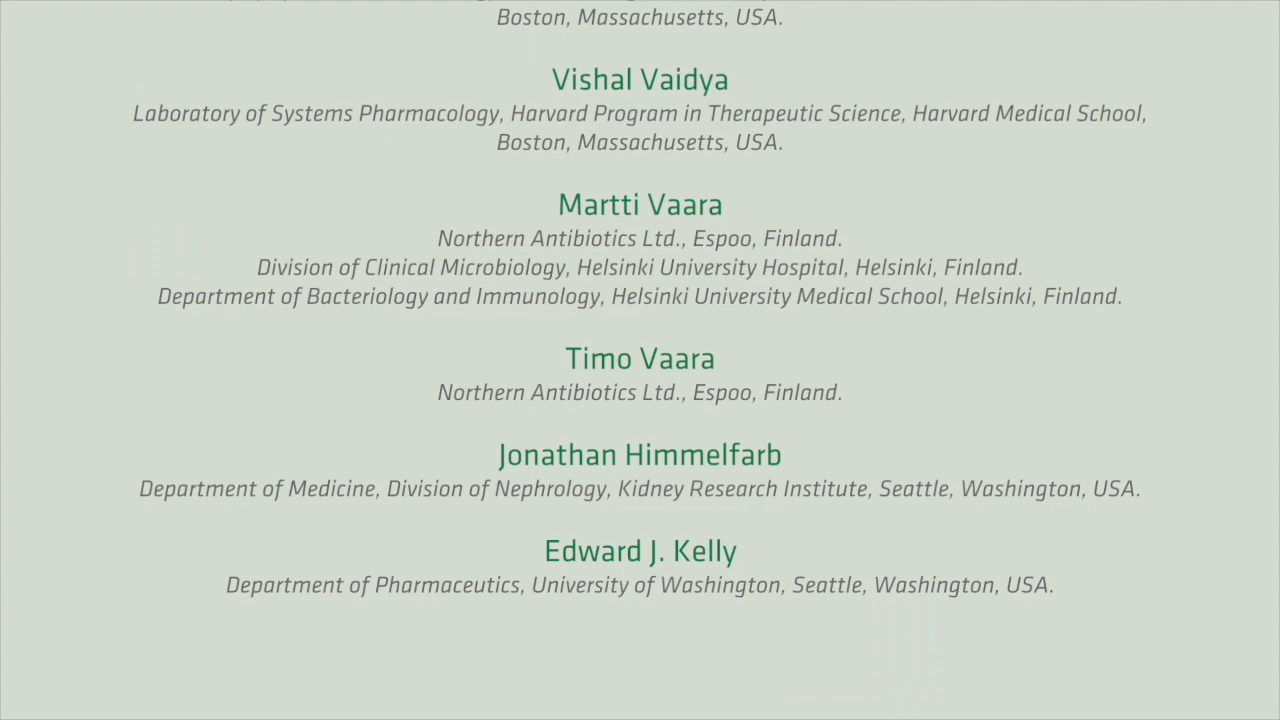 Boston, Massachusetts, USA.
Vishal Vaidya
Laboratory of Systems Pharmacology, Harvard Program in Therapeutic Science, Harvard Medical School,
Boston, Massachusetts, USA.
Martti Vaara
Northern Antibiotics Ltd., Espoo, Finland.
Division of Clinical Microbiology, Helsinki University Hospital, Helsinki, Finland.
Department of Bacteriology and Immunology, Helsinki University Medical School, Helsinki, Finland.
Timo Vaara
Northern Antibiotics Ltd., Espoo, Finland.
Jonathan Himmelfarb
Department of Medicine, Division of Nephrology, Kidney Research Institute, Seattle, Washington, USA.
Edward J. Kelly
Department of Pharmaceutics, University of Washington, Seattle, Washington, USA.